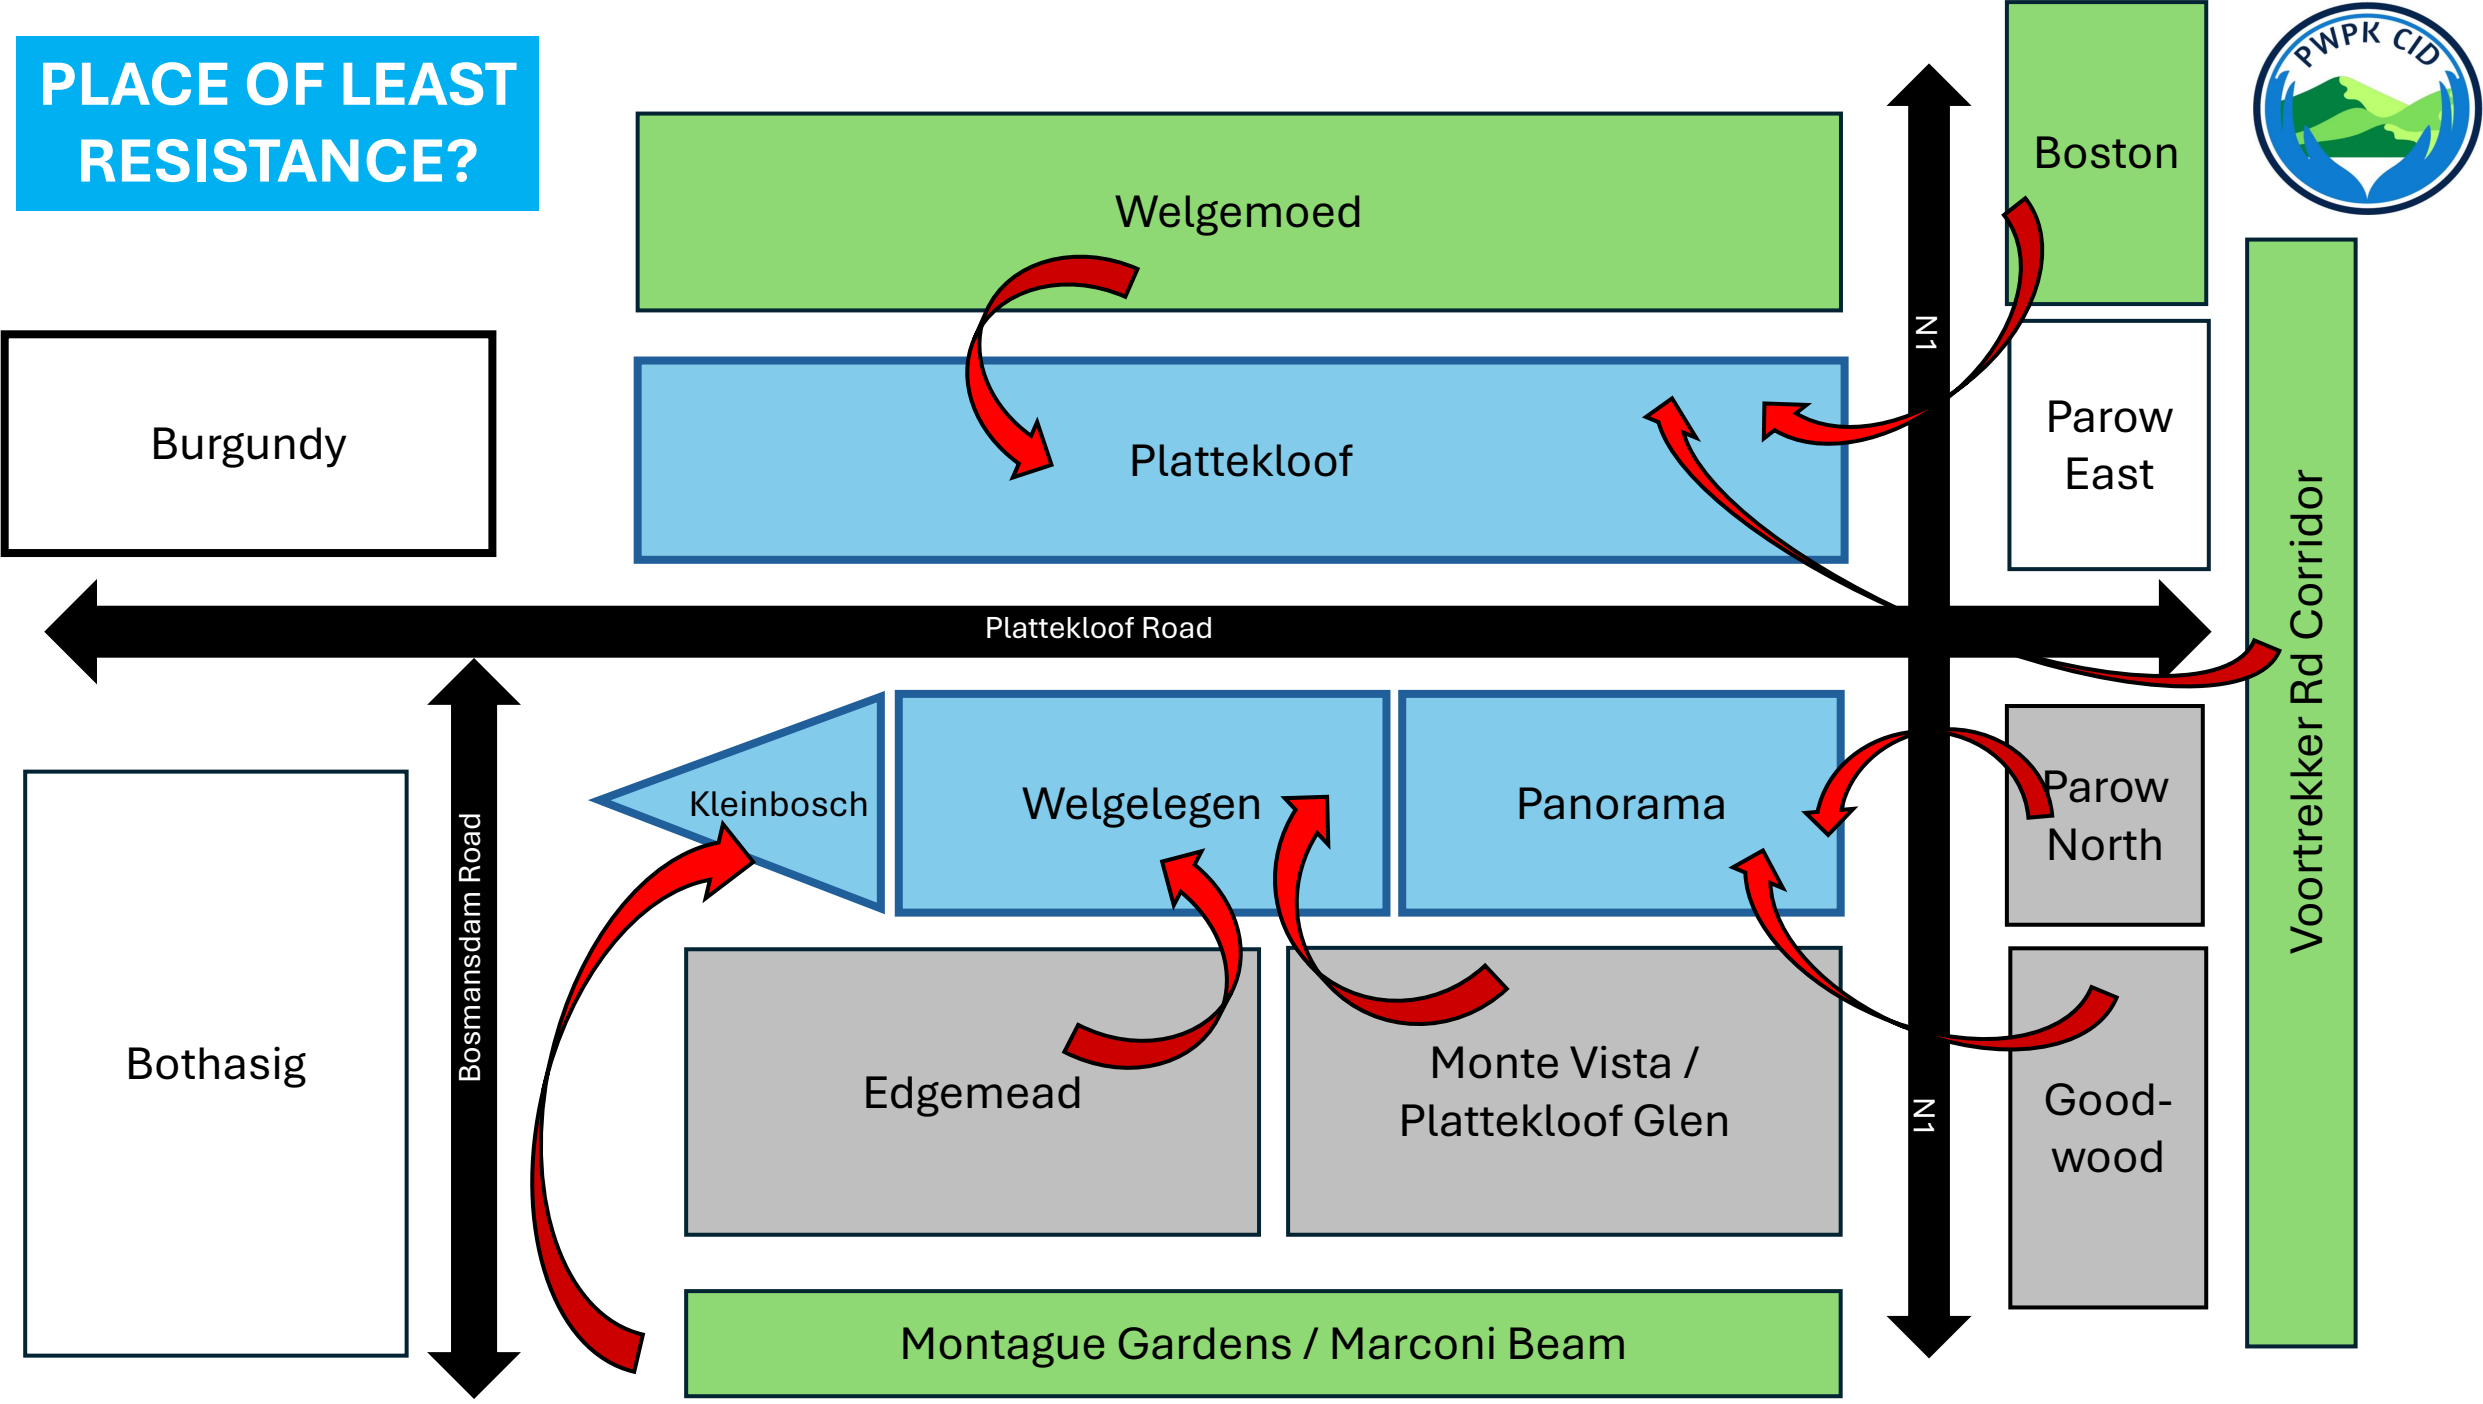 PLACE OF LEAST
RESISTANCE?
PWPK CID
Boston
Welgemoed
N1
Burgundy
Plattekloof
Parow
East
Voortrekker Rd Corridor
Plattekloof Road
Kleinbosch
Welgelegen
Panorama
Parow
North
Bosmansdam Road
Bothasig
Edgemead
Monte Vista /
Plattekloof Glen
N1
Good-
wood
Montague Gardens / Marconi Beam